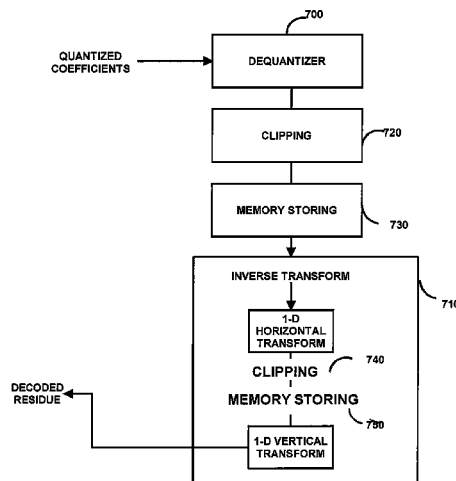 700
QUANTIZED
COEFFICIENTS
DEQUANTIZER
CLIPPING
720
MEMORY STORING
730
INVERSE TRANSFORM
710
1-D
HORIZONTAL
TRANSFORM
CLIPPING
740
DECODED
RESIDUE
MEMORY STORING
750
1-D VERTICAL
TRANSFORM